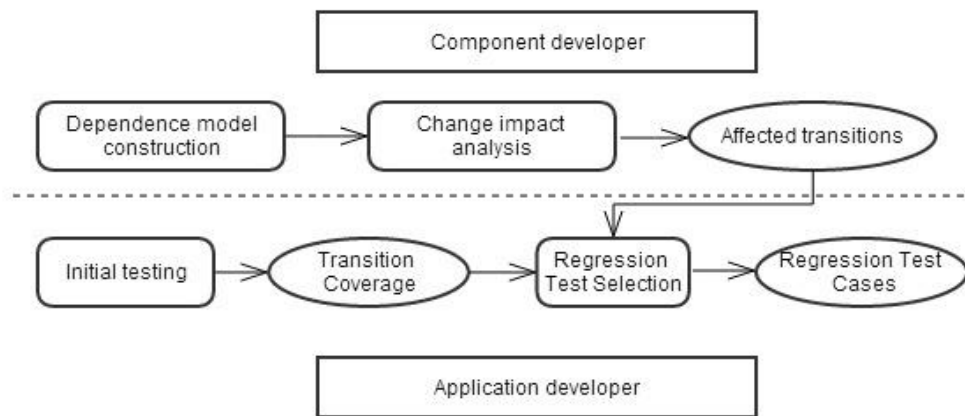 Component developer
Dependence model
construction
Change impact
analysis
Affected transitions
Initial testing
Transition
Coverage
Regression
Test Selection
Regression Test
Cases
Application developer